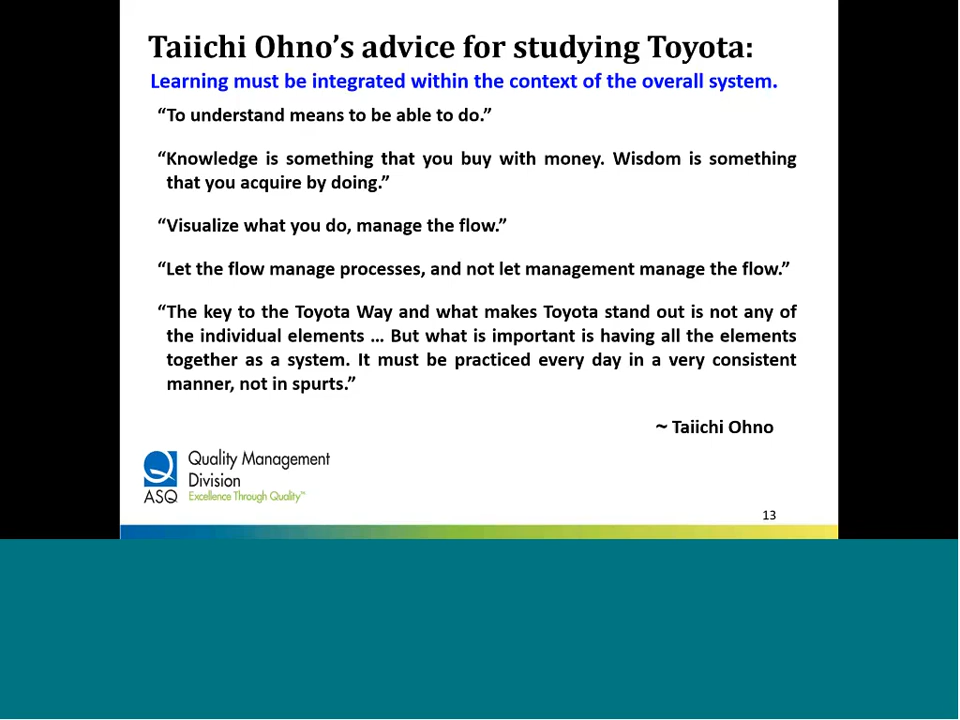 Taiichi Ohno’s advice for studying Toyota:
Learning must be integrated within the context of the overall system.
“To understand means to be able to do.”
“Knowledge is something that you buy with money. Wisdom is something
that you acquire by doing.”
“Visualize what you do, manage the flow.”
“Let the flow manage processes, and not let management manage the flow.”
“The key to the Toyota Way and what makes Toyota stand out is not any of
the individual elements … But what is important is having all the elements
together as a system. It must be practiced every day in a very consistent
manner, not in spurts.”
~ Taiichi Ohno
Quality Management
Division
ASQ Excellence Through Quality™
13